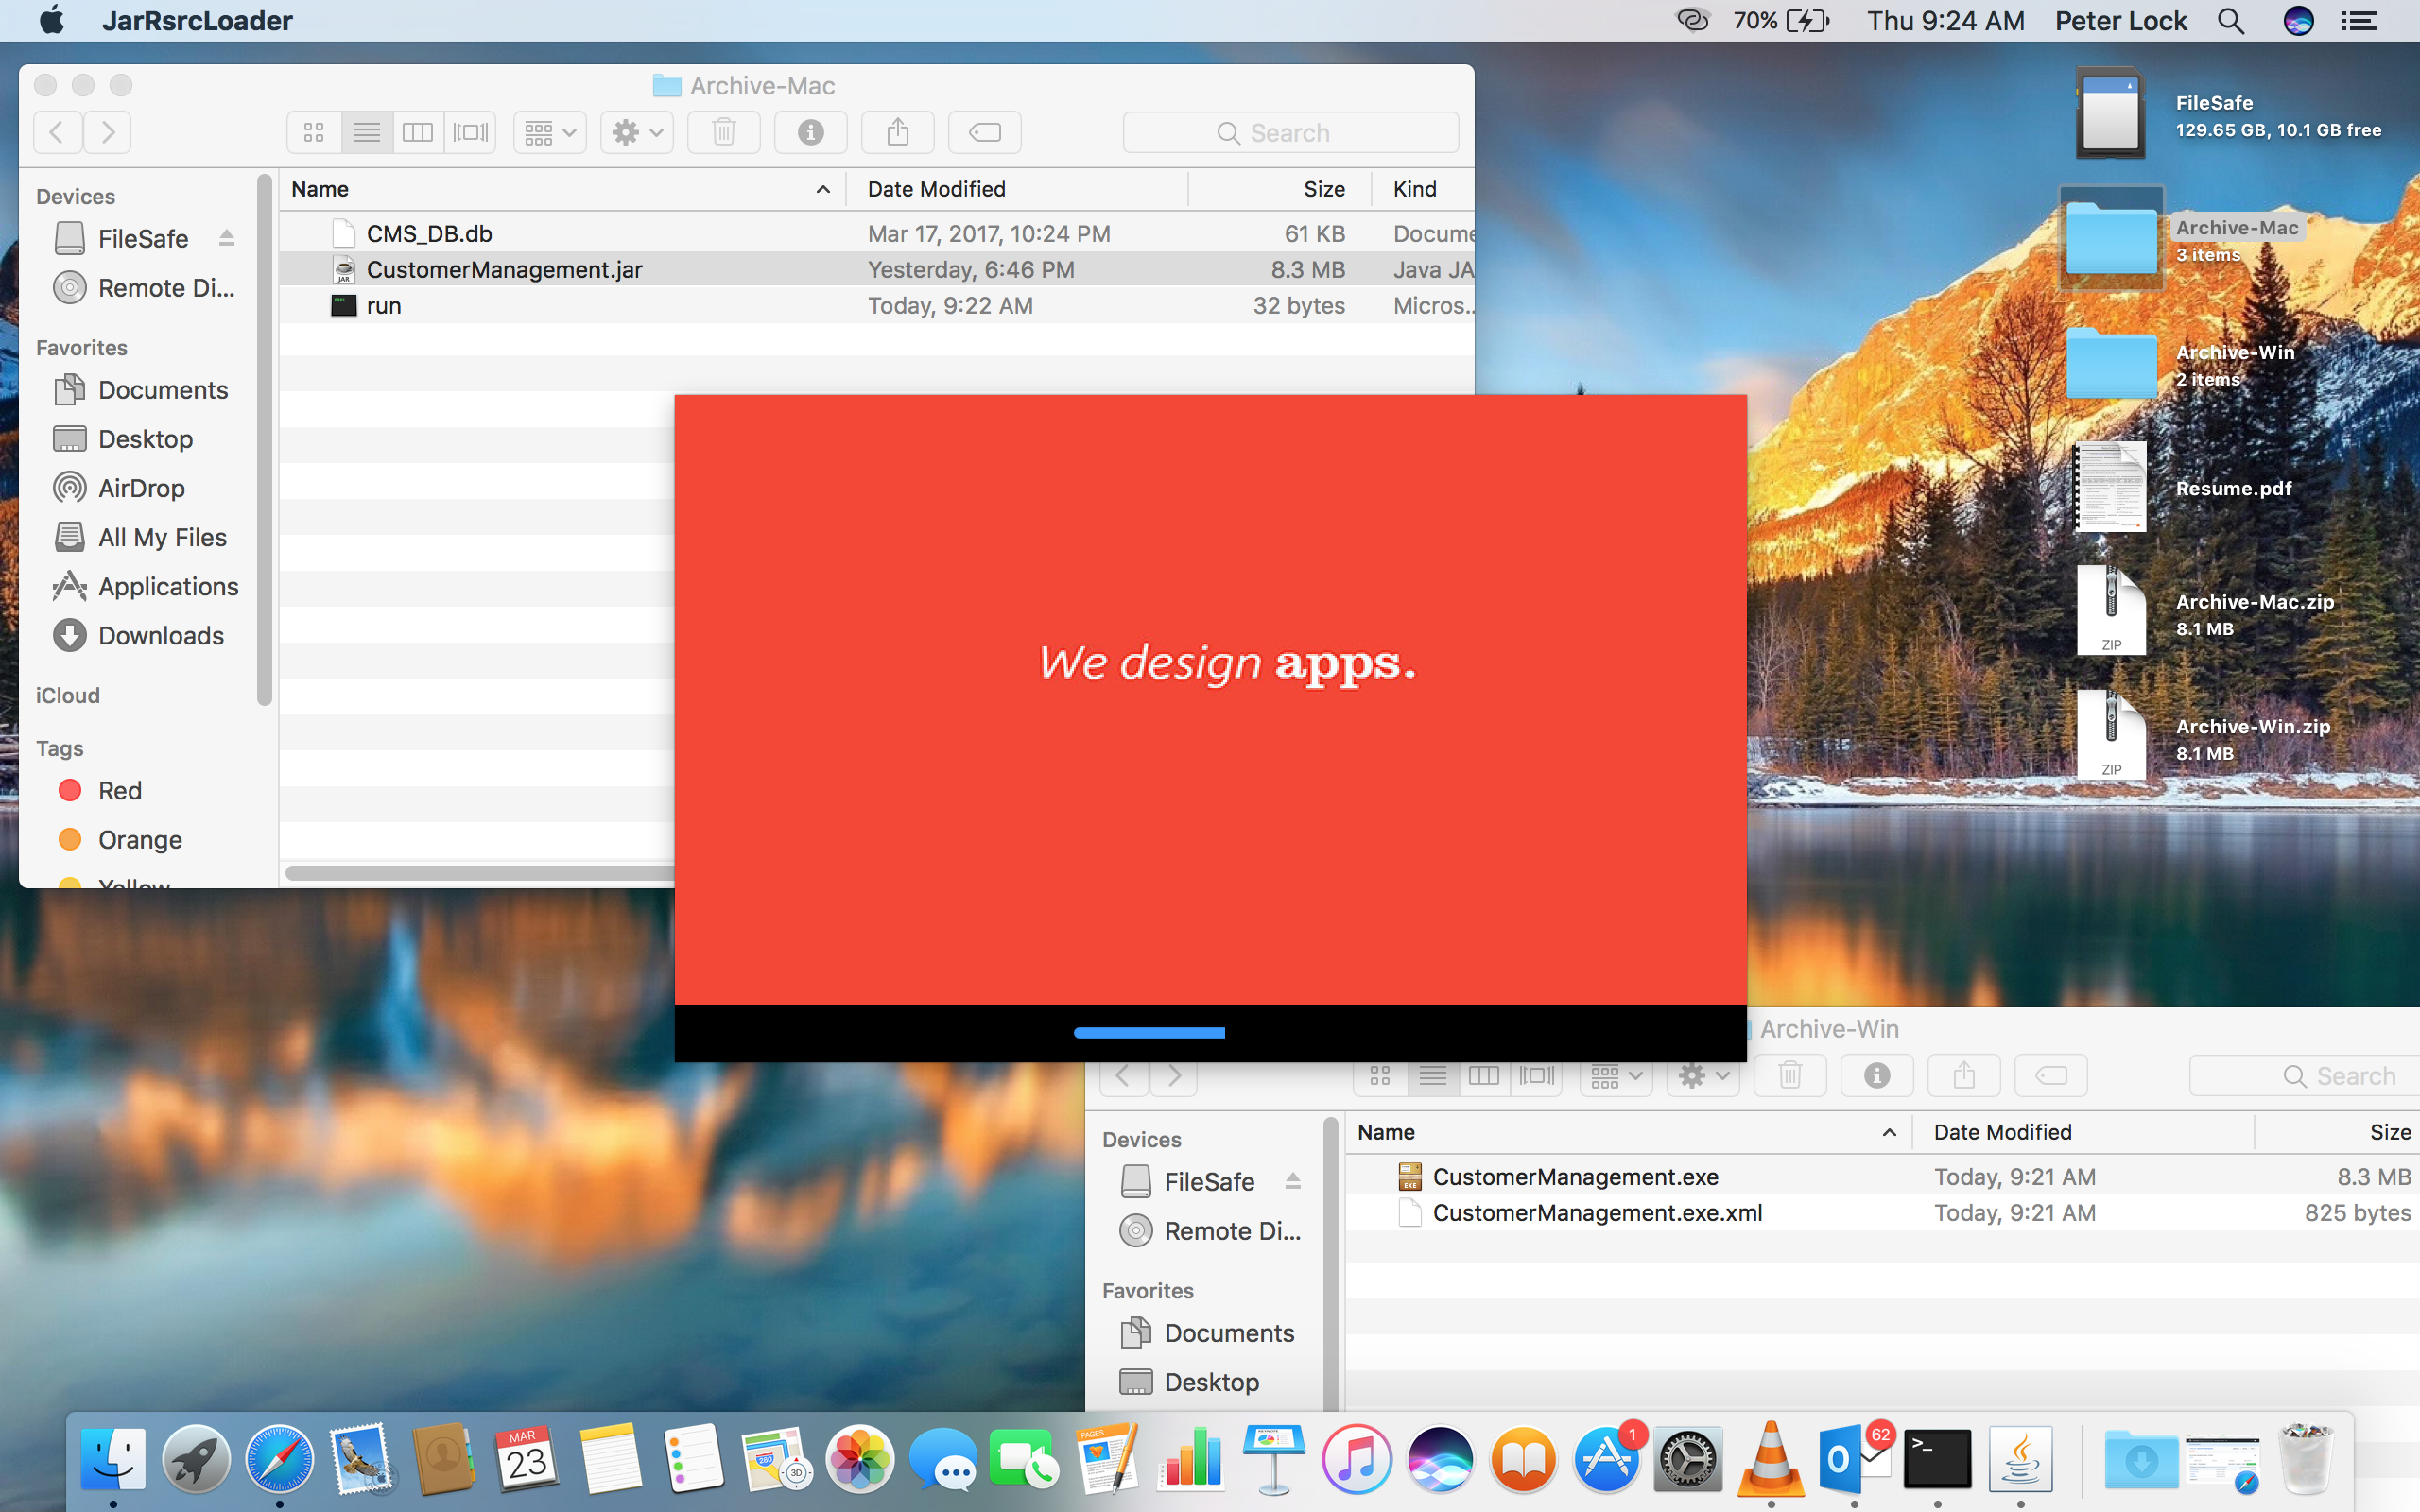 JarRsrcLoader
70%
Thu 9:24 AM
Peter Lock
Archive-Mac
Search
Devices
FileSafe
Remote Di...
Favorites
Documents
Desktop
AirDrop
All My Files
Applications
Downloads
iCloud
Tags
Red
Orange
Yellow
Name
Date Modified
Size
Kind
CMS_DB.db
Mar 17, 2017, 10:24 PM
61 KB
Docume
CustomerManagement.jar
Yesterday, 6:46 PM
8.3 MB
Java JA
run
Today, 9:22 AM
32 bytes
Micros..
JAR
We design apps.
FileSafe
129.65 GB, 10.1 GB free
Archive-Mac
3 items
Archive-Win
2 items
Resume.pdf
Archive-Mac.zip
8.1 MB
ZIP
Archive-Win.zip
8.1 MB
ZIP
Archive-Win
Search
Devices
FileSafe
Remote Di...
Favorites
Documents
Desktop
Name
Date Modified
Size
CustomerManagement.exe
Today, 9:21 AM
8.3 MB
EXE
CustomerManagement.exe.xml
Today, 9:21 AM
825 bytes
MAR
23
280
3D
PAGES
1
62
O
>_